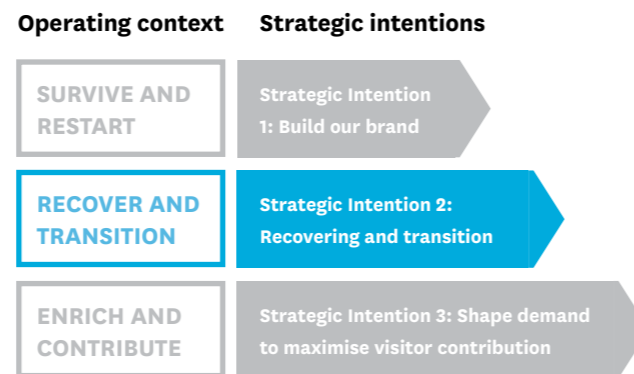 Operating context Strategic intentions
SURVIVE AND
RESTART
Strategic Intention
1: Build our brand
RECOVER AND
TRANSITION
Strategic Intention 2:
Recovering and transition
ENRICH AND
CONTRIBUTE
Strategic Intention 3: Shape demand
to maximise visitor contribution